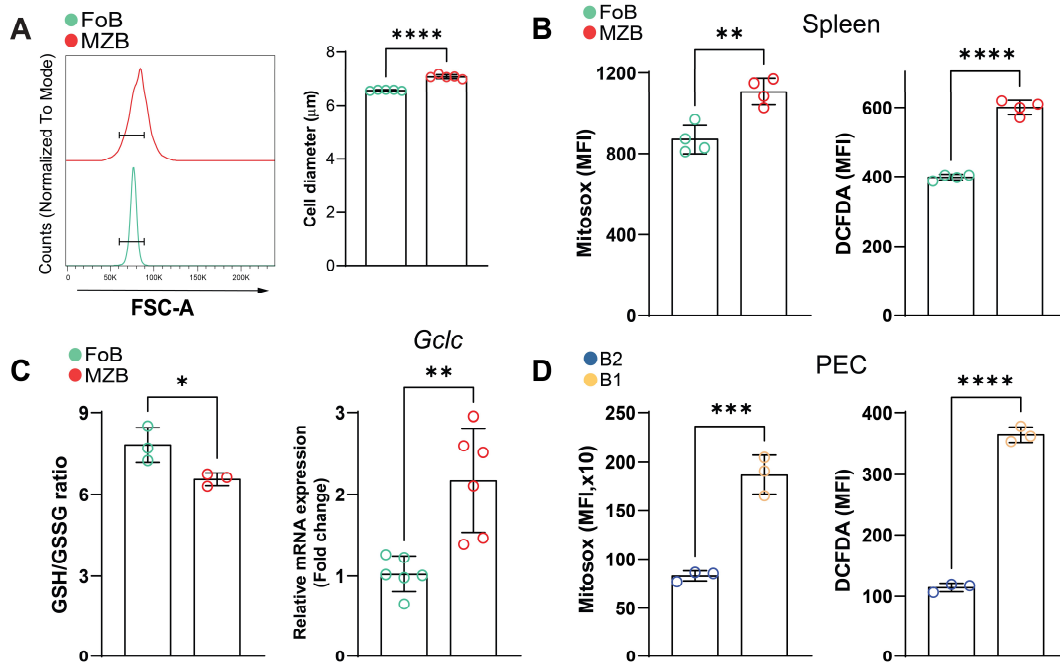 A
FoB
MZB
Counts (Normalized To Mode)
0 50K 100K 150K 200K
FSC-A
****
Cell diameter (μm)
8
6
4
2
0
B
FoB
MZB
Spleen
**
Mitosox (MFI)
1200
800
400
0
****
DCFDA (MFI)
600
400
200
0
C
FoB
MZB
*
GSH/GSSG ratio
9
6
3
0
Gclc
**
Relative mRNA expression
(Fold change)
3
2
1
0
D
B2
B1
PEC
***
Mitosox (MFI,x10)
250
200
150
100
50
0
****
DCFDA (MFI)
400
300
200
100
0